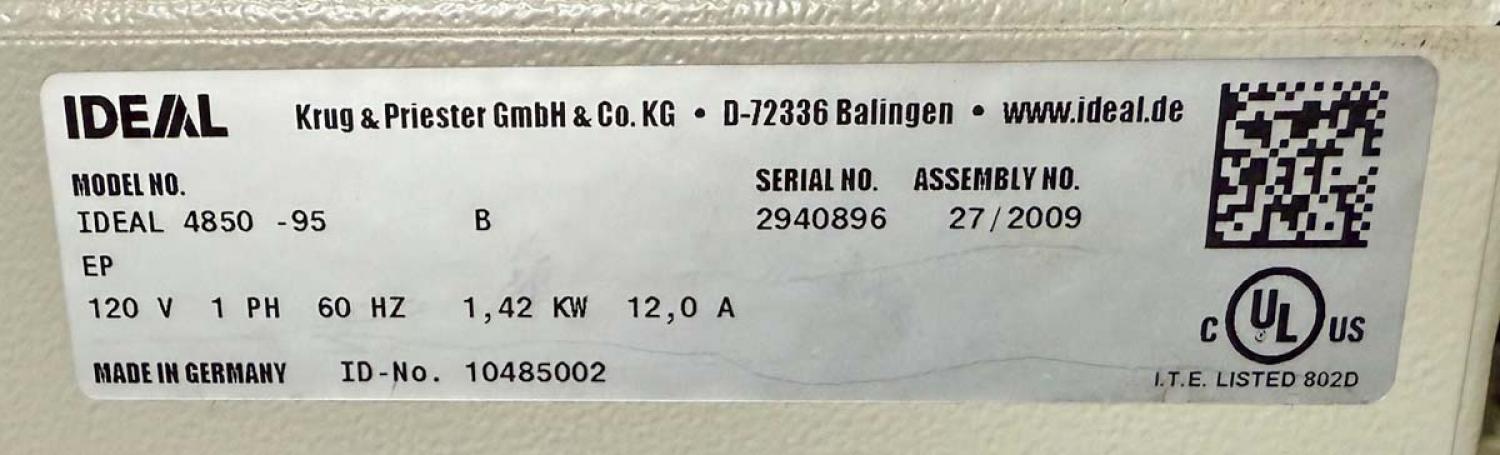 IDEAL Krug & Priester GmbH & Co. KG • D-72336 Balingen • www.ideal.de
MODEL NO. SERIAL NO. ASSEMBLY NO.
IDEAL 4850 -95 B 2940896 27/2009
EP
120 V 1 PH 60 HZ 1,42 KW 12,0 A
C UL US
MADE IN GERMANY ID-No. 10485002
I.T.E. LISTED 802D